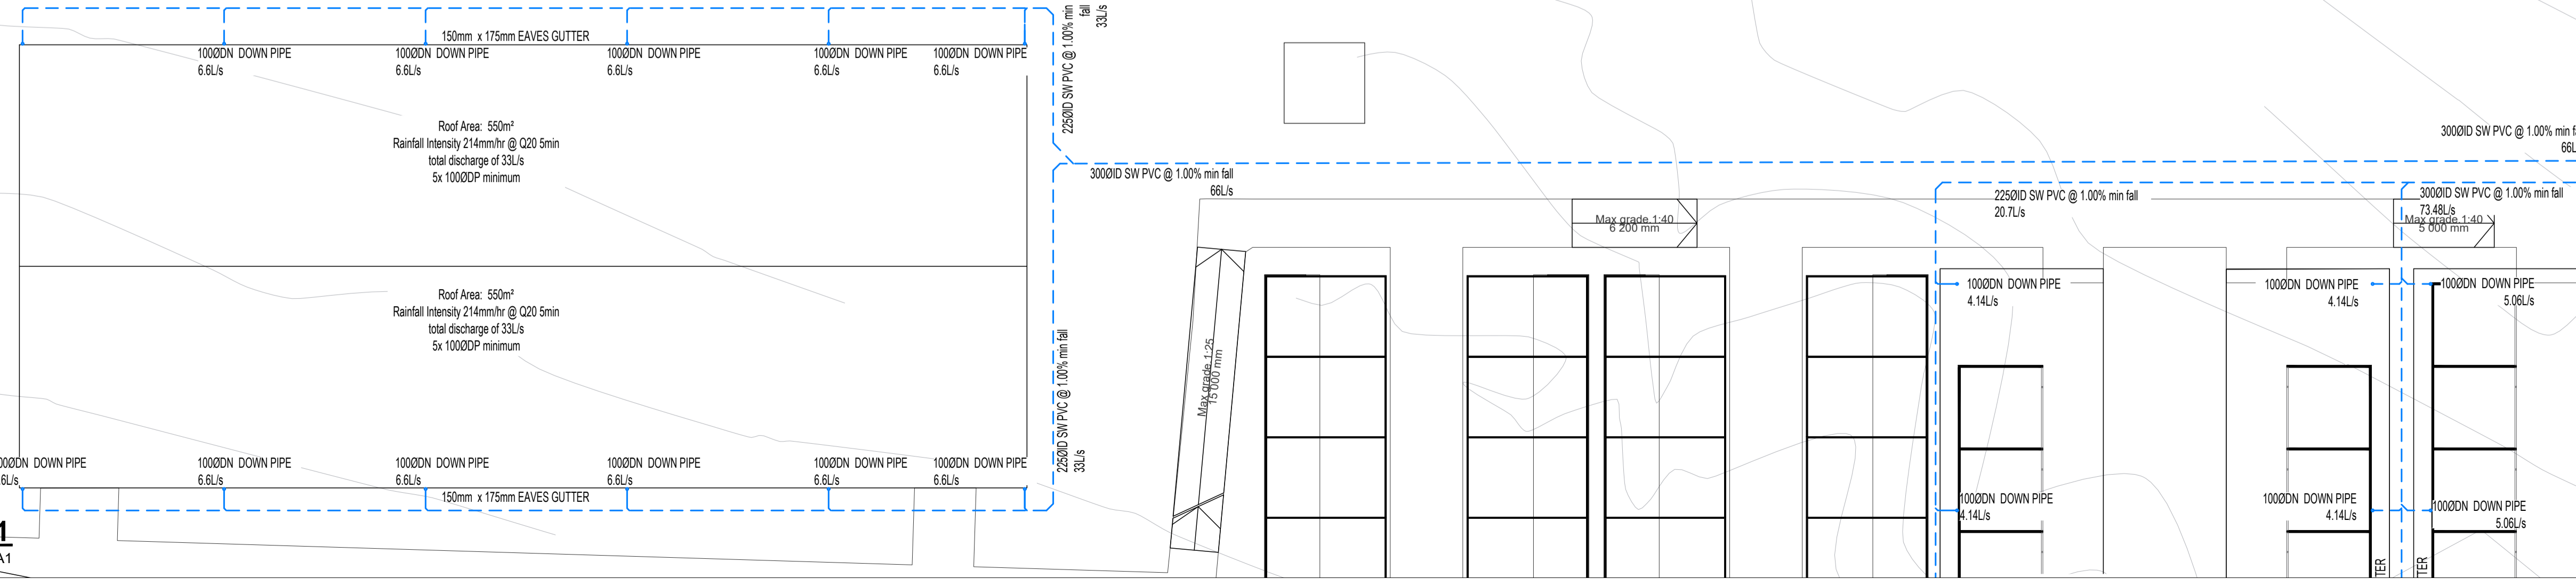 150mm x 175mm EAVES GUTTER
100ØDN DOWN PIPE
6.6L/s
100ØDN DOWN PIPE
6.6L/s
100ØDN DOWN PIPE
6.6L/s
100ØDN DOWN PIPE
6.6L/s
100ØDN DOWN PIPE
6.6L/s
225ØID SW PVC @ 1.00% min
fall
33L/s
Roof Area: 550m²
Rainfall Intensity 214mm/hr @ Q20 5min
total discharge of 33L/s
5x 100ØDP minimum
300ØID SW PVC @ 1.00% min fall
66L/s
Roof Area: 550m²
Rainfall Intensity 214mm/hr @ Q20 5min
total discharge of 33L/s
5x 100ØDP minimum
225ØID SW PVC @ 1.00% min fall
33L/s
00ØDN DOWN PIPE
.6L/s
100ØDN DOWN PIPE
6.6L/s
100ØDN DOWN PIPE
6.6L/s
100ØDN DOWN PIPE
6.6L/s
100ØDN DOWN PIPE
6.6L/s
100ØDN DOWN PIPE
6.6L/s
150mm x 175mm EAVES GUTTER
1
A1
Max grade 1:25
15 000 mm
Max grade 1:40
6 200 mm
300ØID SW PVC @ 1.00% min f
66L
225ØID SW PVC @ 1.00% min fall
20.7L/s
300ØID SW PVC @ 1.00% min fall
73.48L/s
Max grade 1:40
5 000 mm
100ØDN DOWN PIPE
4.14L/s
100ØDN DOWN PIPE
4.14L/s
100ØDN DOWN PIPE
5.06L/s
100ØDN DOWN PIPE
4.14L/s
100ØDN DOWN PIPE
4.14L/s
100ØDN DOWN PIPE
5.06L/s
TER
TER